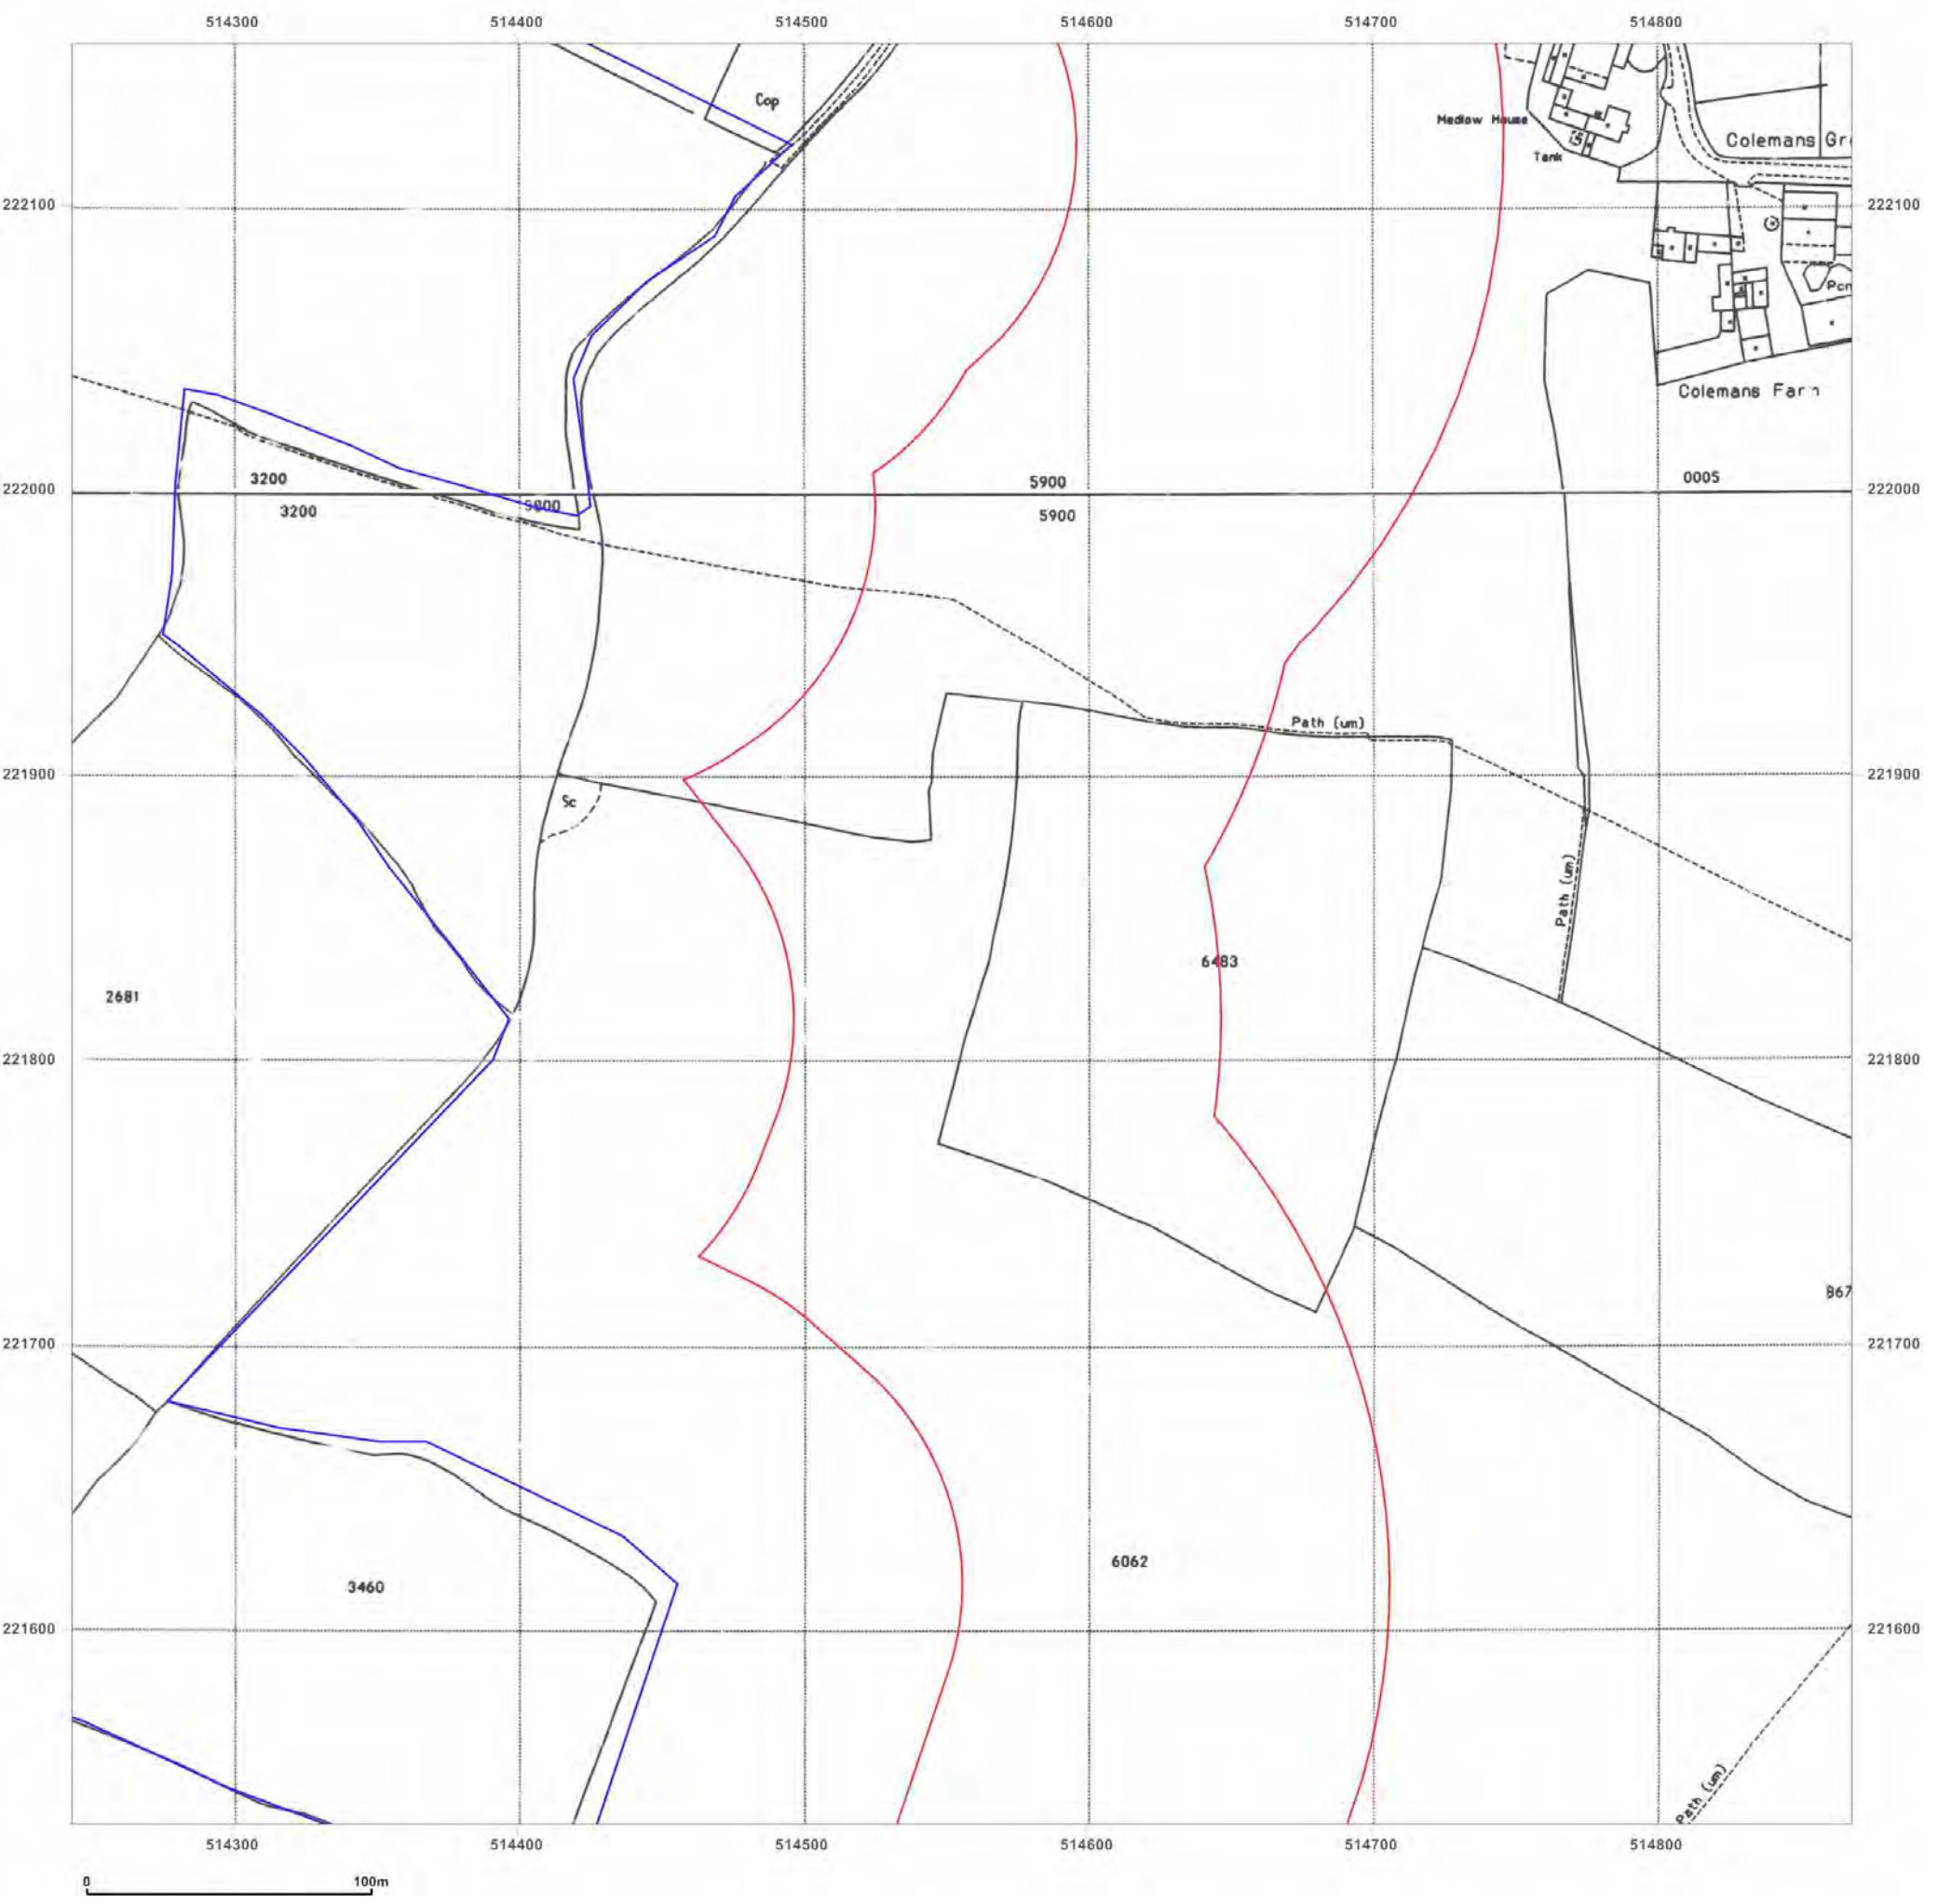 514300 514400 514500 514600 514700 514800
Cop
Medlow House
Tank
Colemans Gr
222100 222100
Colemans Farm
3200 5900 0005
222000 222000
3200 5800 5900
Path (um)
221900 221900
Sc
Path (um)
6483
2681
221800 221800
867
221700 221700
6062
3460
221600 221600
Path (um)
514300 514400 514500 514600 514700 514800
0 100m